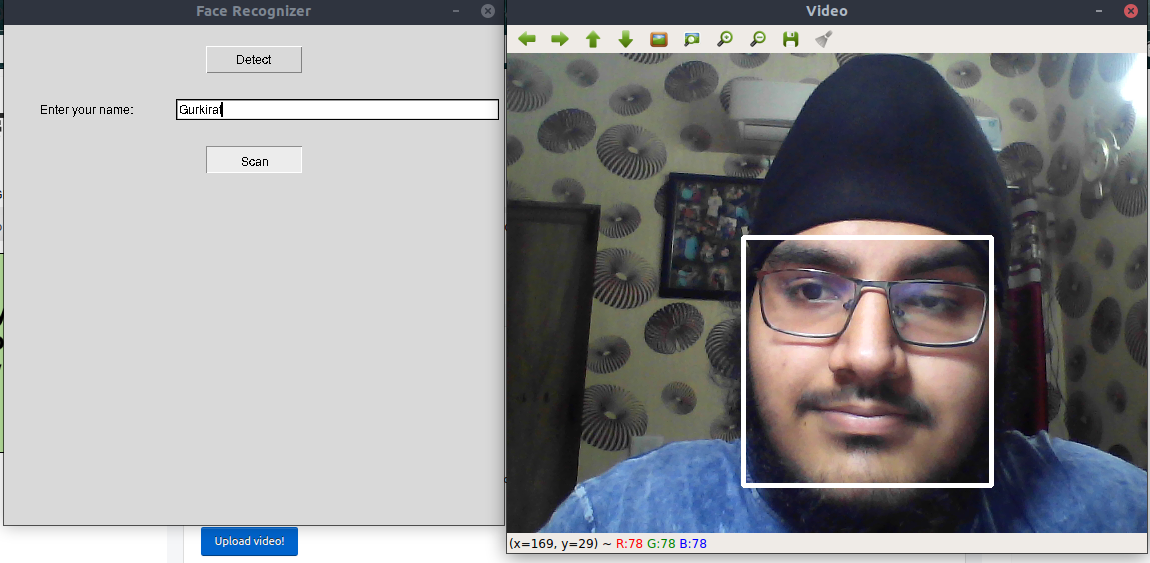 Face Recognizer
Detect
Enter your name:
Gurkirat
Scan
Video
(x=169, y=29) ~ R:78 G:78 B:78
Upload video!